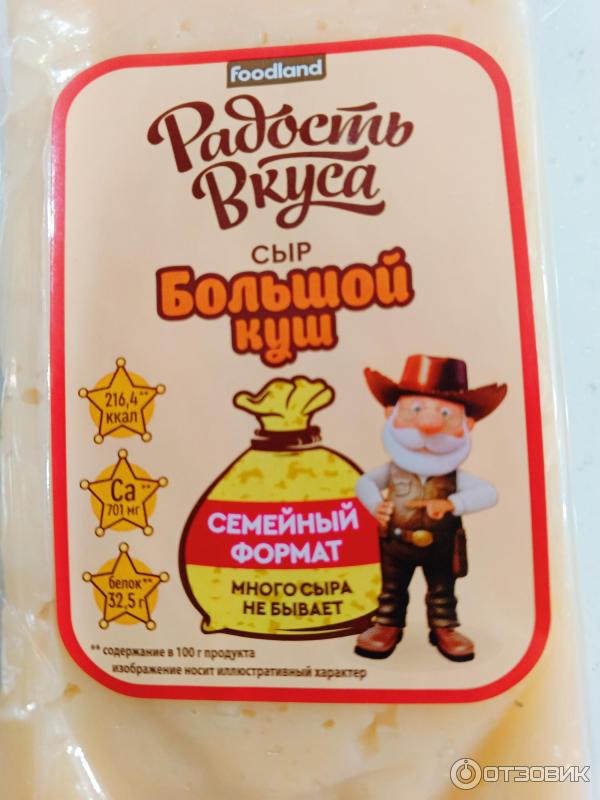 foodland
Радость
Вкуса
СЫР
Большой
куш
216,4**
ккал
Ca**
701 мг
белок**
32,5 г
СЕМЕЙНЫЙ
ФОРМАТ
МНОГО СЫРА
НЕ БЫВАЕТ
** содержание в 100 г продукта
изображение носит иллюстративный характер
ОТЗОВИК